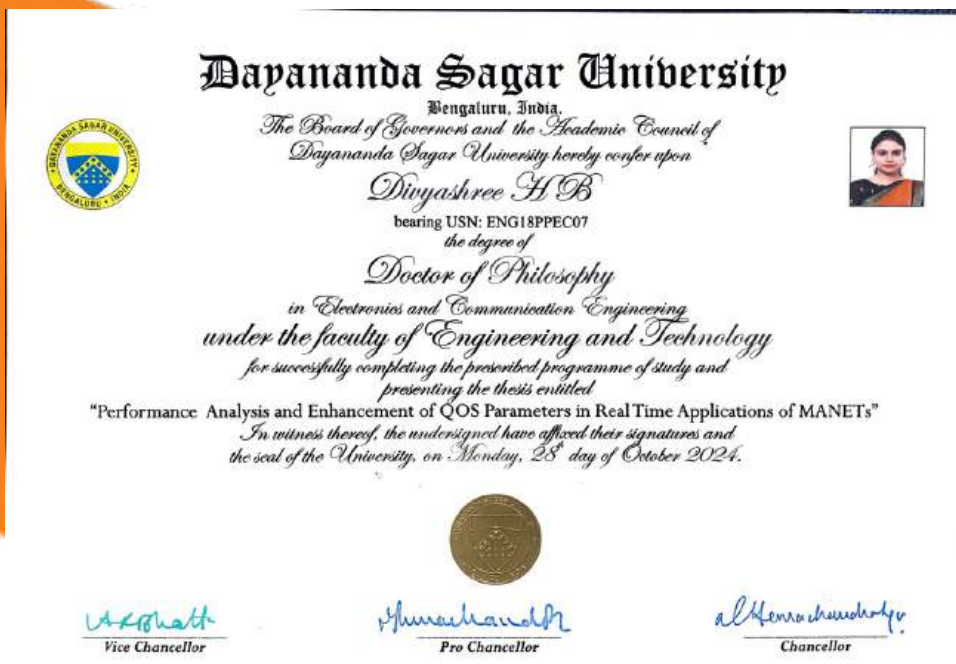 Dayananda Sagar University
Bengaluru, India.
The Board of Governors and the Academic Council of
Dayananda Sagar University hereby confer upon
DAYANANDA SAGAR UNIVERSITY
BENGALURU • INDIA
Divyashree H B
bearing USN: ENG18PPEC07
the degree of
Doctor of Philosophy
in Electronics and Communication Engineering
under the faculty of Engineering and Technology
for successfully completing the prescribed programme of study and
presenting the thesis entitled
“Performance Analysis and Enhancement of QOS Parameters in Real Time Applications of MANETs”
In witness thereof, the undersigned have affixed their signatures and
the seal of the University, on Monday, 28th day of October 2024.
Vice Chancellor
Pro Chancellor
Chancellor